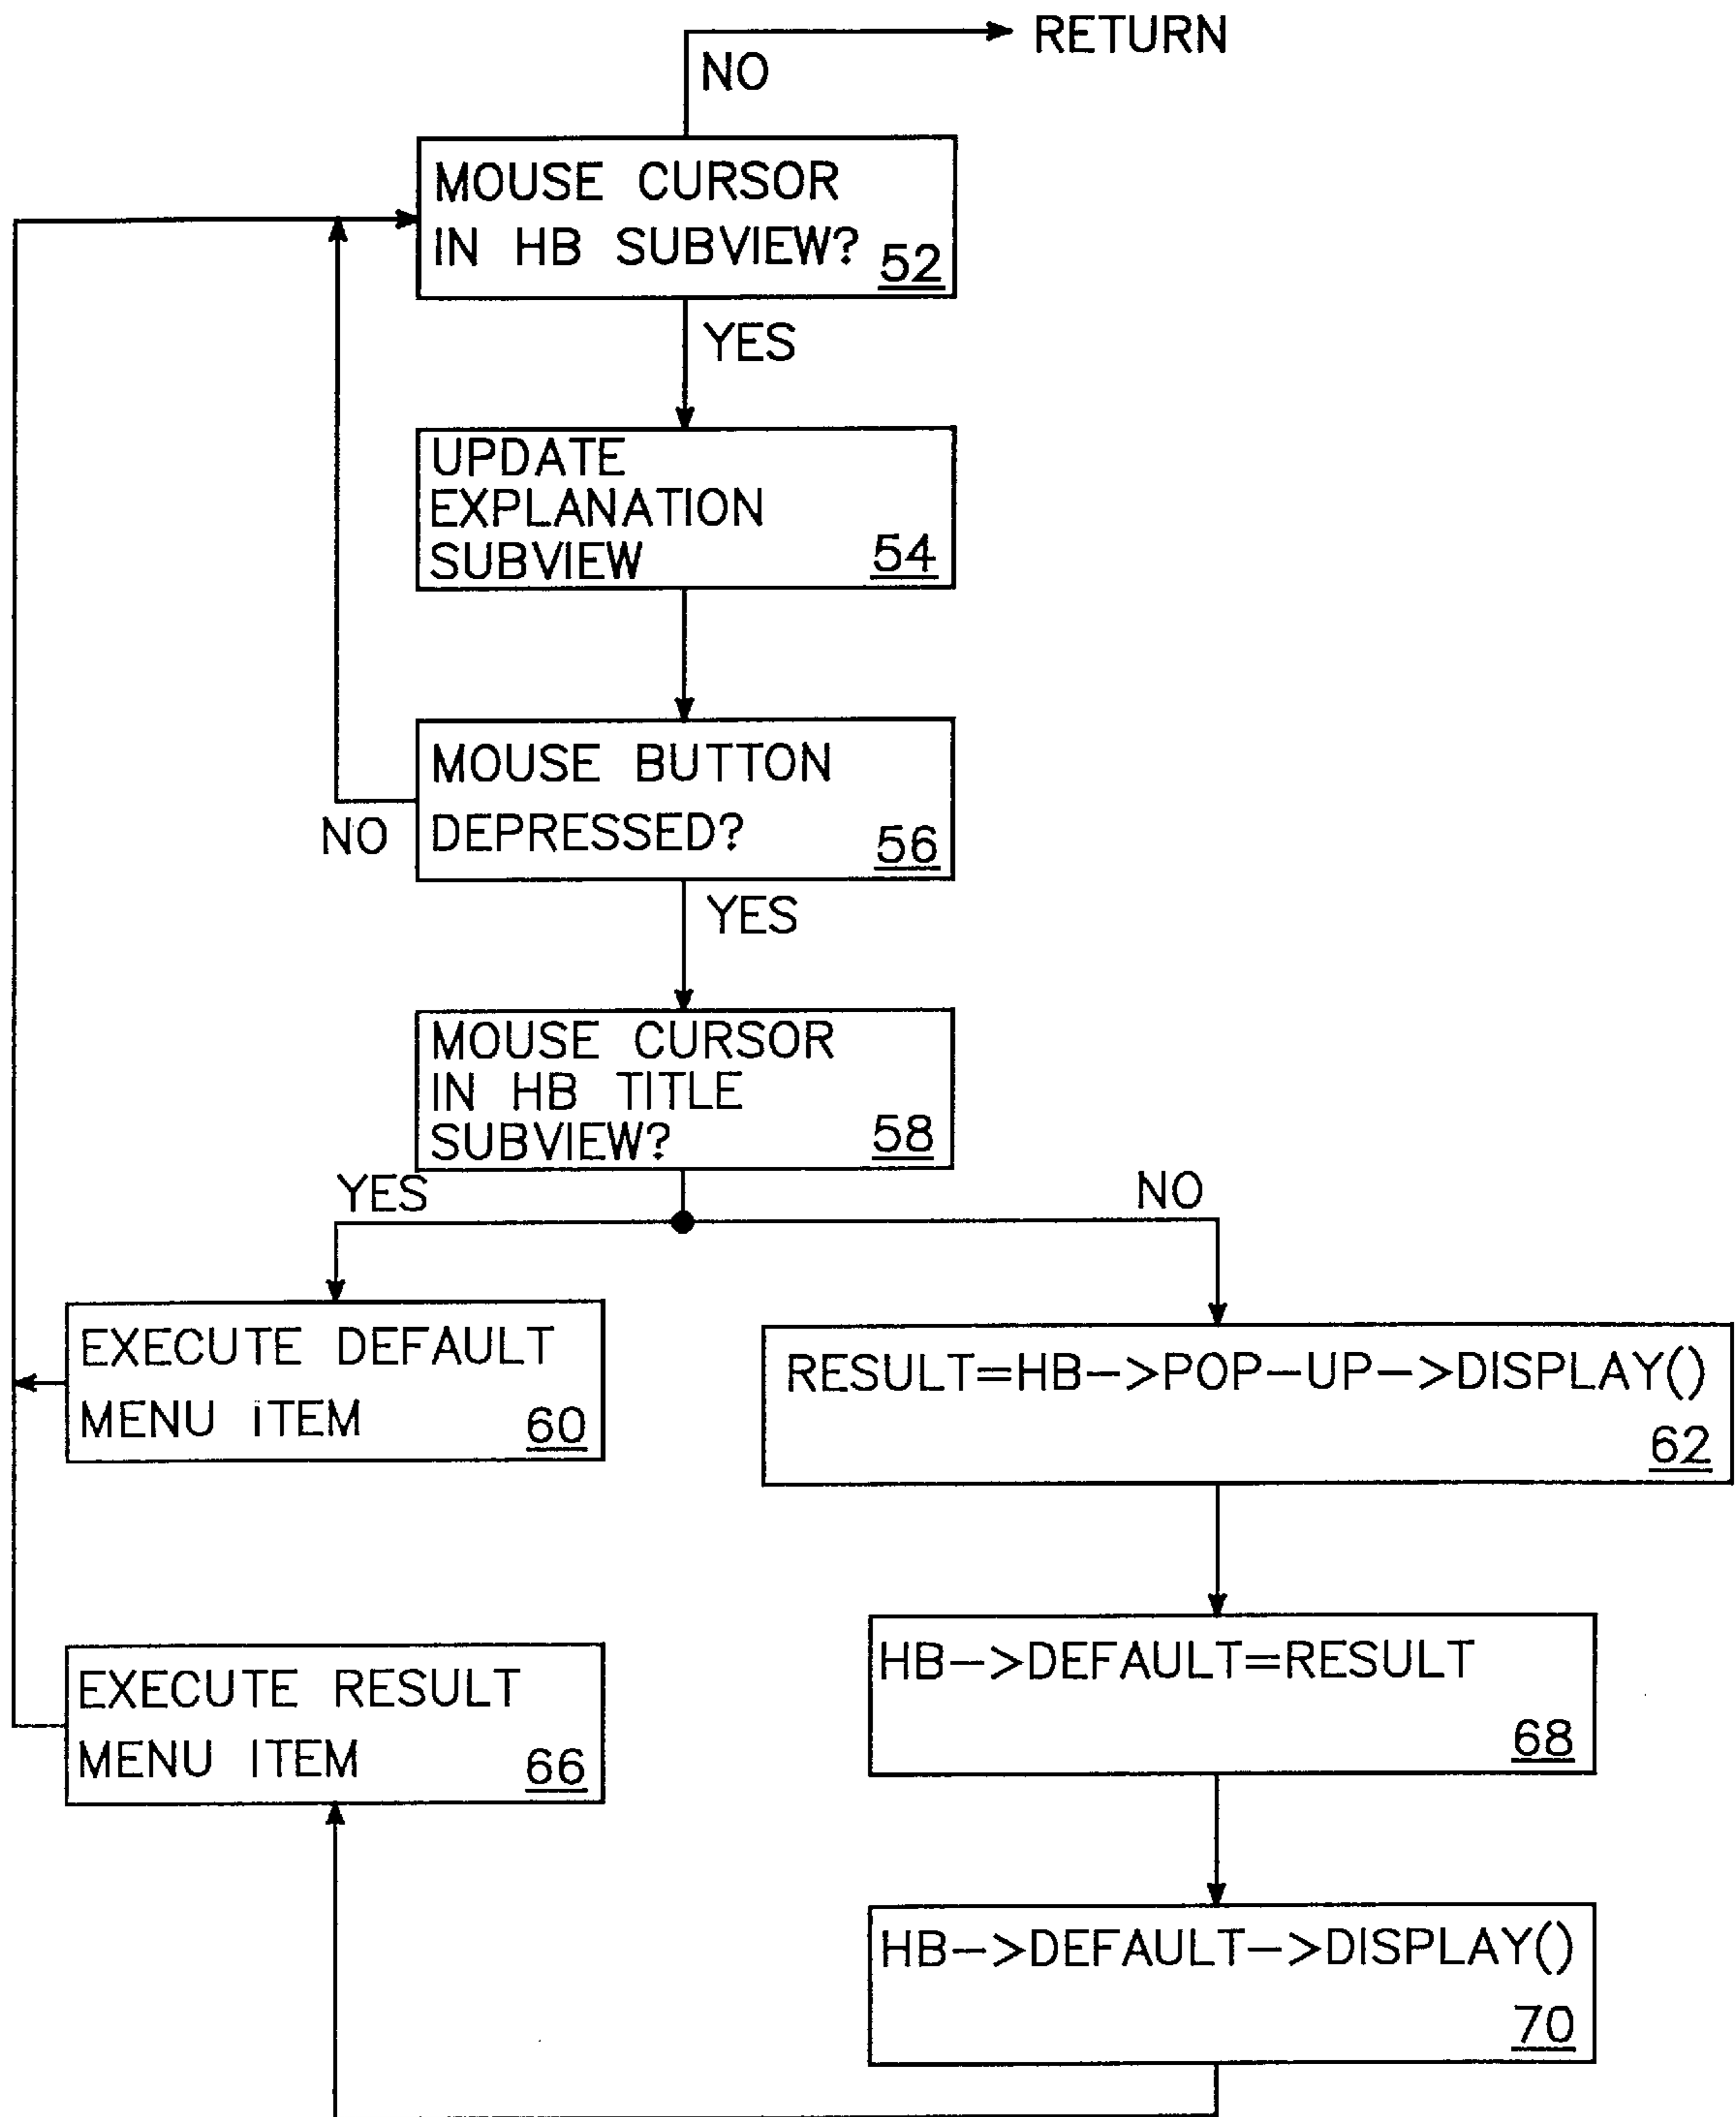 RETURN
NO
MOUSE CURSOR
IN HB SUBVIEW?
52
YES
UPDATE
EXPLANATION
SUBVIEW
54
MOUSE BUTTON
DEPRESSED?
56
NO
YES
MOUSE CURSOR
IN HB TITLE
SUBVIEW?
58
YES
NO
EXECUTE DEFAULT
MENU ITEM
60
RESULT=HB->POP-UP->DISPLAY()
62
HB->DEFAULT=RESULT
68
EXECUTE RESULT
MENU ITEM
66
HB->DEFAULT->DISPLAY()
70